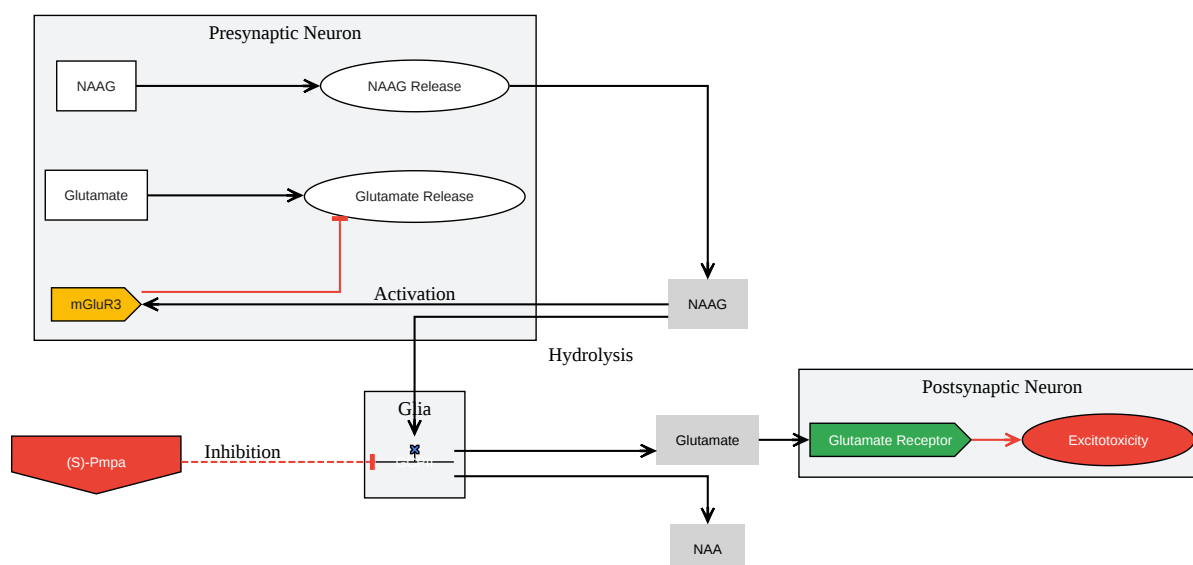 Presynaptic Neuron
NAAG
NAAG Release
Glutamate
Glutamate Release
mGluR3
Activation
NAAG
Hydrolysis
Postsynaptic Neuron
Glia
Glutamate
Glutamate Receptor
Excitotoxicity
(S)-Pmpa
Inhibition
NAA